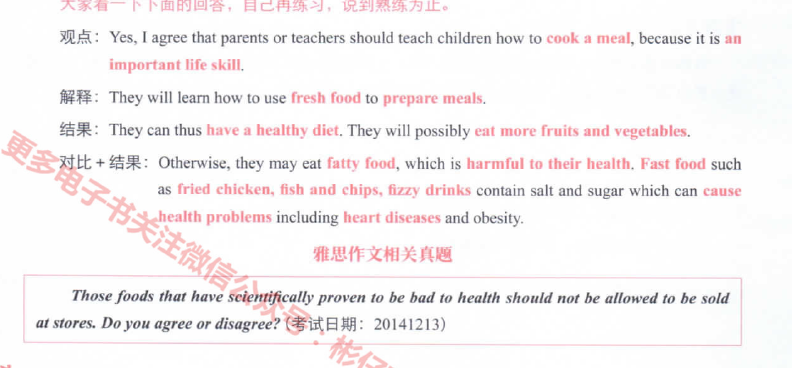 大家看一下下面的回答，自己再练习，说到熟练为止。
观点：Yes, I agree that parents or teachers should teach children how to cook a meal, because it is an
important life skill.
解释：They will learn how to use fresh food to prepare meals.
结果：They can thus have a healthy diet. They will possibly eat more fruits and vegetables.
对比 + 结果：Otherwise, they may eat fatty food, which is harmful to their health. Fast food such
as fried chicken, fish and chips, fizzy drinks contain salt and sugar which can cause
health problems including heart diseases and obesity.
雅思作文相关真题
Those foods that have scientifically proven to be bad to health should not be allowed to be sold
at stores. Do you agree or disagree? (考试日期：20141213)
更多电子书关注微信公众号：彬仔